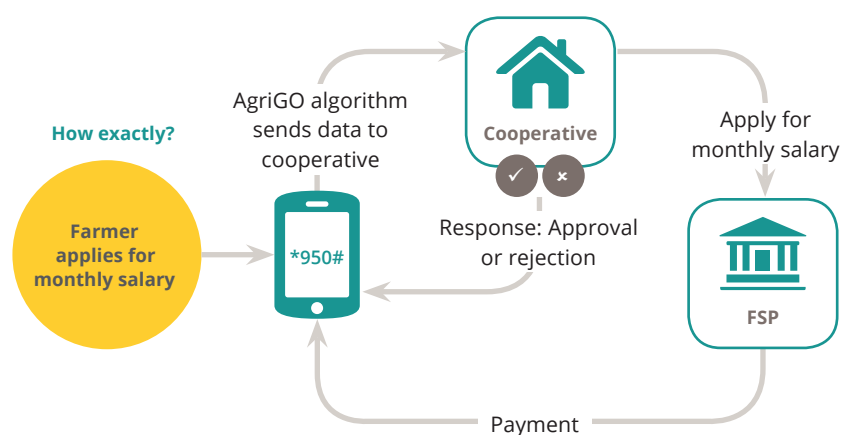 How exactly?
Farmer
applies for
monthly salary
*950#
AgriGO algorithm
sends data to
cooperative
Cooperative
Response: Approval
or rejection
Apply for
monthly salary
FSP
Payment